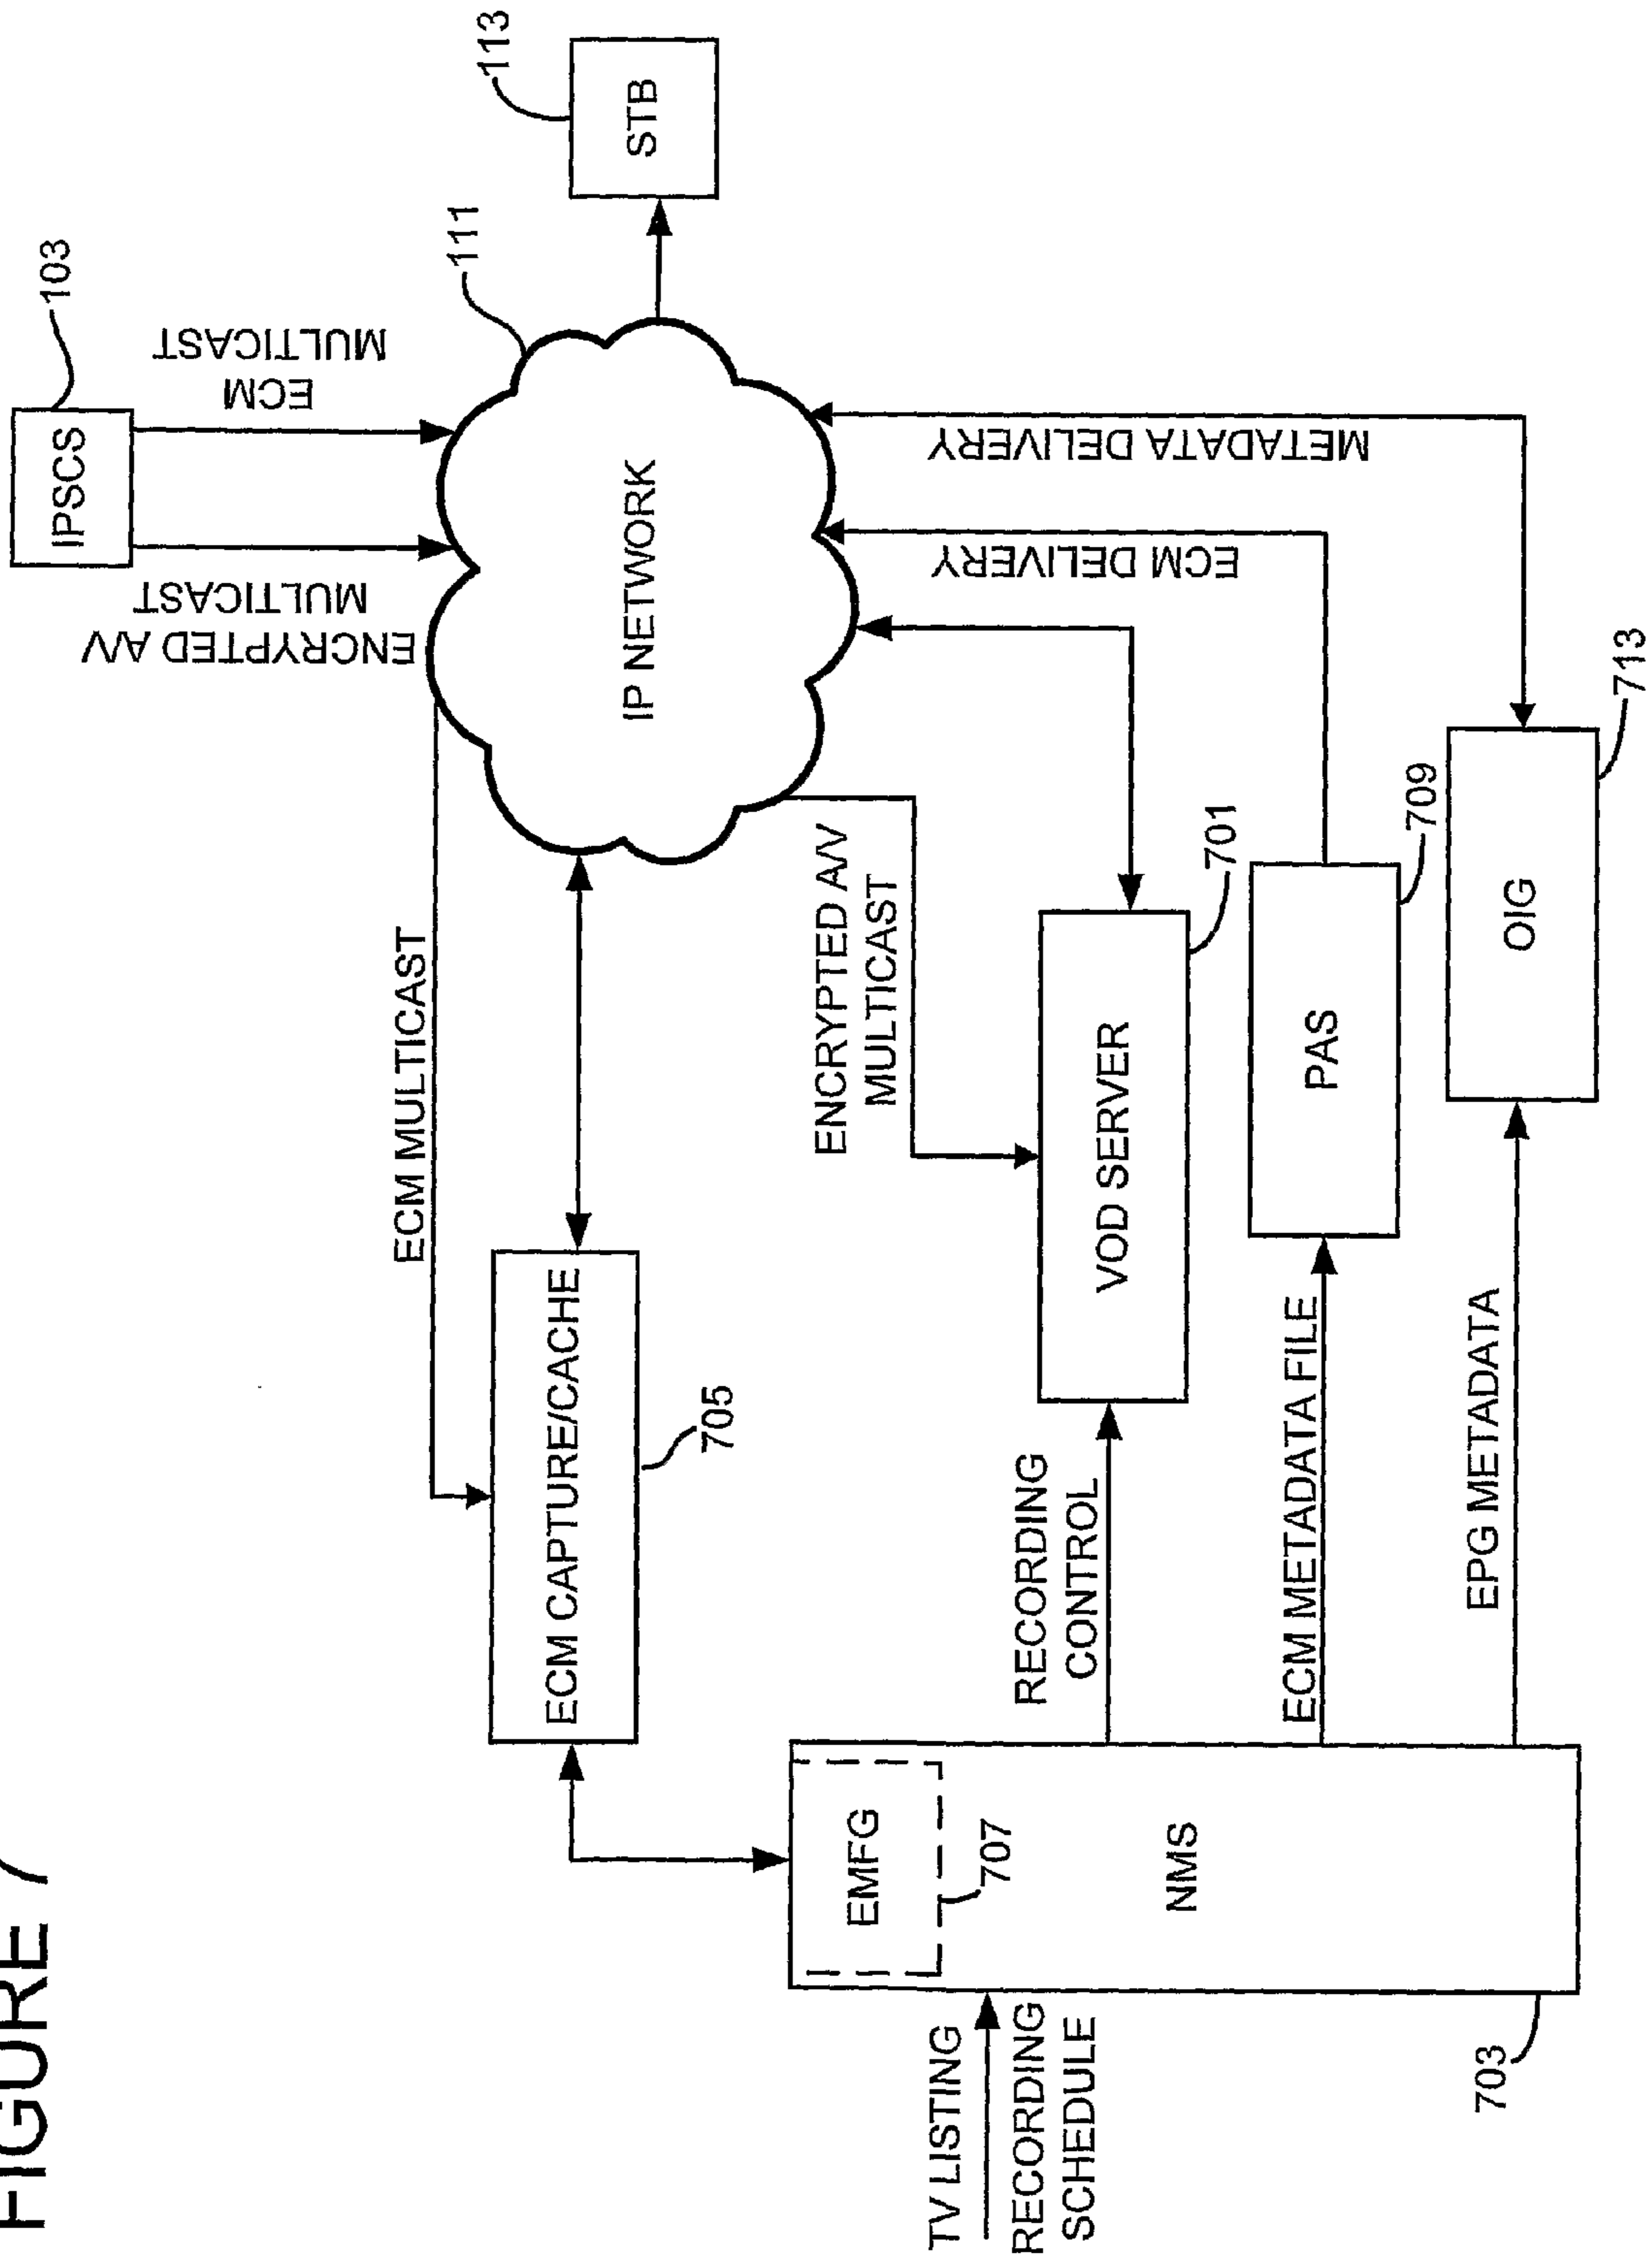 FIGURE 7
IPSCS
103
ENCRYPTED A/V
MULTICAST
ECM
MULTICAST
111
STB
113
IP NETWORK
ECM MULTICAST
ECM CAPTURE/CACHE
705
ENCRYPTED A/V
MULTICAST
METADATA DELIVERY
ECM DELIVERY
VOD SERVER
701
PAS
709
OIG
713
RECORDING
CONTROL
ECM METADATA FILE
EPG METADATA
EMFG
707
NMS
703
TV LISTING
RECORDING
SCHEDULE